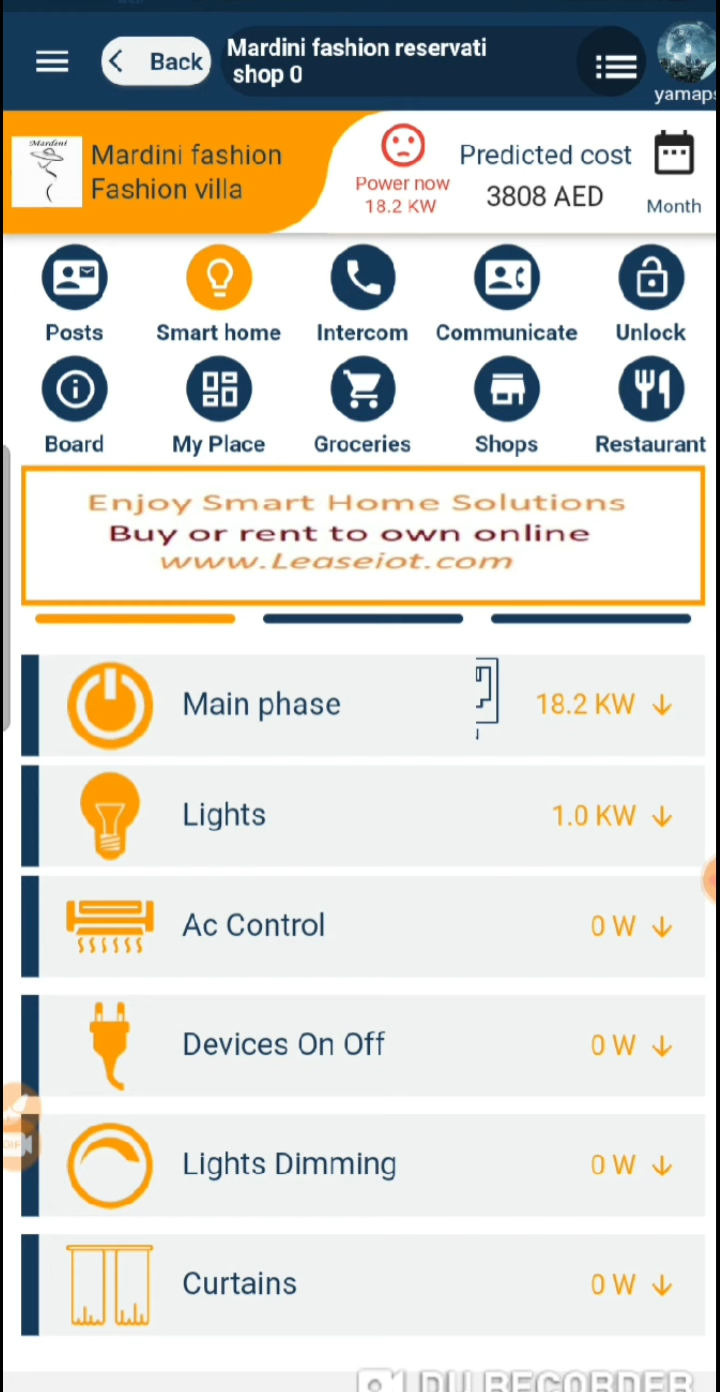 Back
Mardini fashion reservati
shop 0
yamap
Mardeni
Mardini fashion
Fashion villa
Power now
18.2 KW
Predicted cost
3808 AED
Month
Posts
Smart home
Intercom
Communicate
Unlock
Board
My Place
Groceries
Shops
Restaurant
Enjoy Smart Home Solutions
Buy or rent to own online
www.Leaseiot.com
Main phase
18.2 KW
Lights
1.0 KW
Ac Control
0 W
Devices On Off
0 W
Lights Dimming
0 W
Curtains
0 W
DU RECORDER